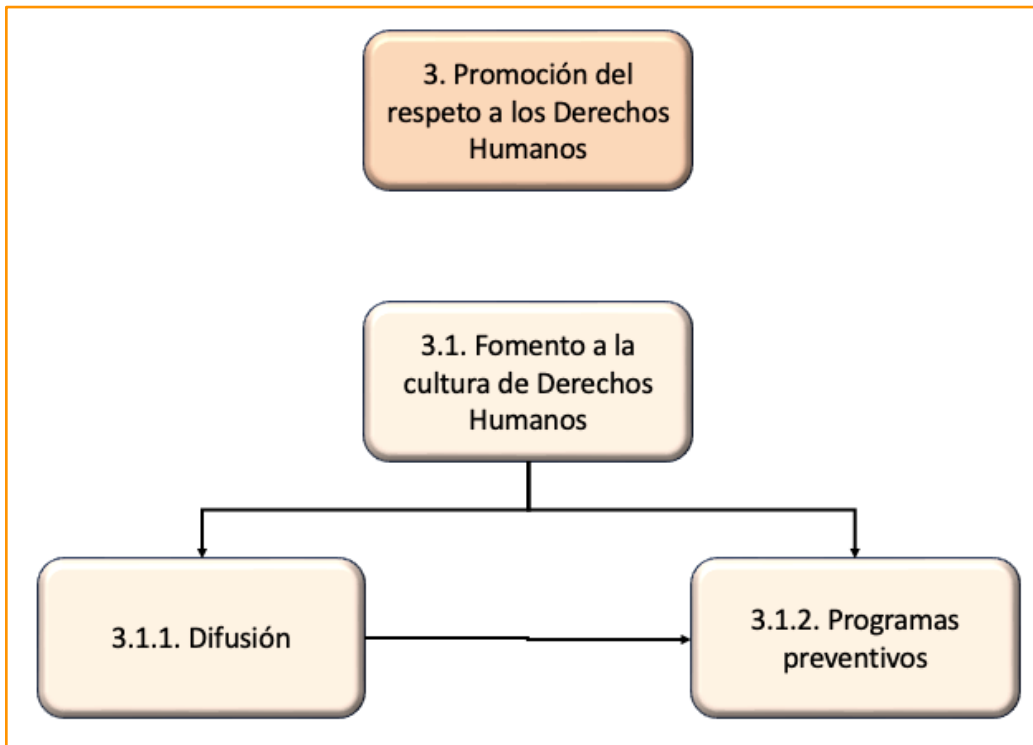 3. Promoción del
respeto a los Derechos
Humanos
3.1. Fomento a la
cultura de Derechos
Humanos
3.1.1. Difusión
3.1.2. Programas
preventivos